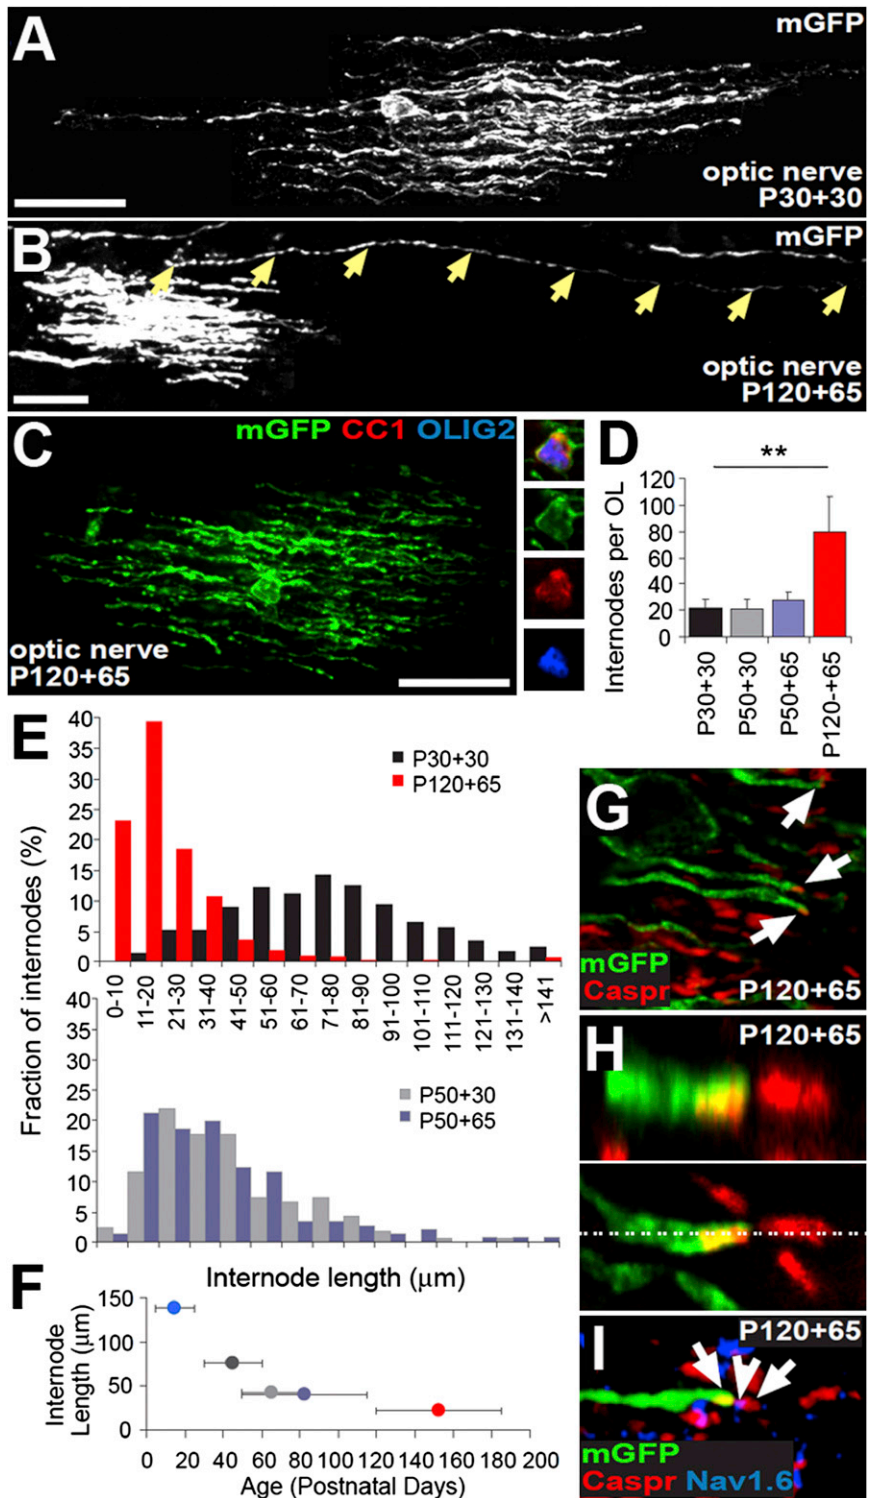 A
mGFP
optic nerve
P30+30
B
mGFP
optic nerve
P120+65
C
mGFP CC1 OLIG2
optic nerve
P120+65
D
**
Internodes per OL
120
100
80
60
40
20
0
P30+30
P50+30
P50+65
P120-+65
E
Fraction of internodes (%)
40
35
30
25
20
15
10
5
0
P30+30
P120+65
0-10
11-20
21-30
31-40
41-50
51-60
61-70
71-80
81-90
91-100
101-110
111-120
121-130
131-140
>141
40
35
30
25
20
15
10
5
0
P50+30
P50+65
Internode length (μm)
F
Internode
Length (μm)
150
100
50
0
0 20 40 60 80 100 120 140 160 180 200
Age (Postnatal Days)
G
mGFP
Caspr
P120+65
H
P120+65
I
P120+65
mGFP
Caspr Nav1.6